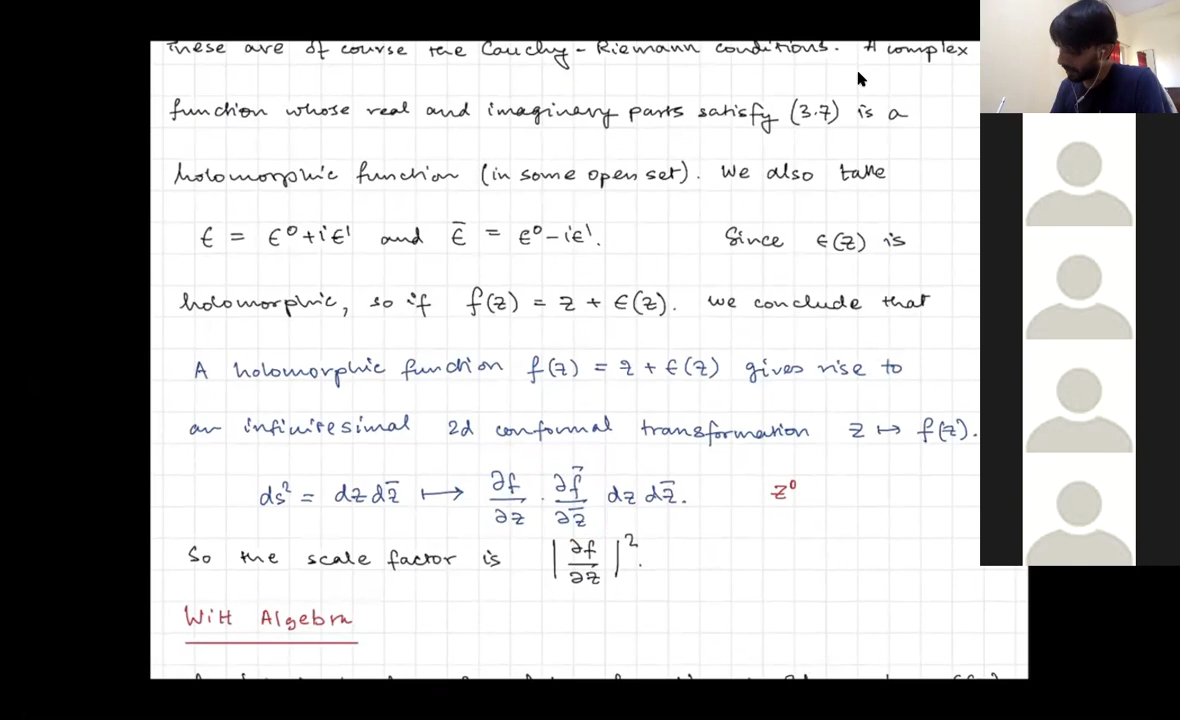 These are of course the Cauchy - Riemann conditions. A complex
function whose real and imaginary parts satisfy (3.7) is a
holomorphic function (in some open set). We also take
ϵ = ϵ⁰ + iϵ¹ and ϵ̄ = ϵ⁰ - iϵ¹. Since ϵ(z) is
holomorphic, so if f(z) = z + ϵ(z). We conclude that
A holomorphic function f(z) = z + ϵ(z) gives rise to
an infinitesimal 2d conformal transformation z ↦ f(z).
ds² = dz dz̄ ⟼ ∂f/∂z · ∂f̄/∂z̄ dz dz̄. z⁰
So the scale factor is |∂f/∂z|².
Witt Algebra